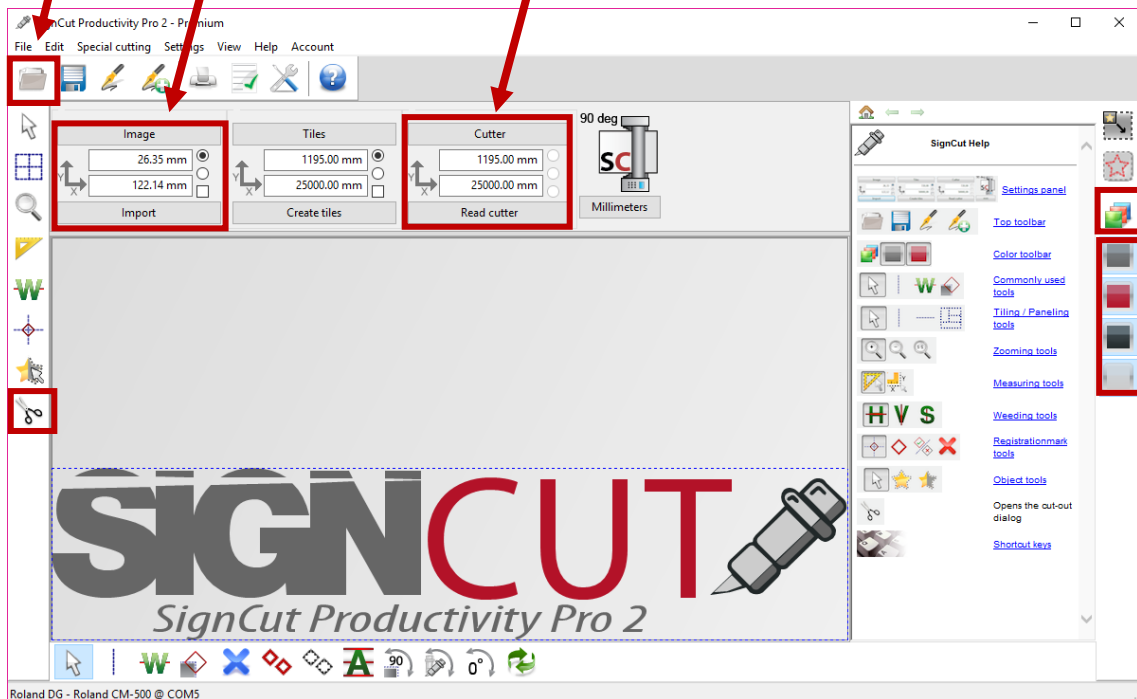 nCut Productivity Pro 2 - Premium
File Edit Special cutting Settings View Help Account
Image
26.35 mm
122.14 mm
Import
Tiles
1195.00 mm
25000.00 mm
Create tiles
Cutter
1195.00 mm
25000.00 mm
Read cutter
90 deg
SC
Millimeters
SignCut Help
Settings panel
Top toolbar
Color toolbar
Commonly used
tools
Tiling / Paneling
tools
Zooming tools
Measuring tools
Weeding tools
Registrationmark
tools
Object tools
Opens the cut-out
dialog
Shortcut keys
SIGNCUT
SignCut Productivity Pro 2
90
0°
Roland DG - Roland CM-500 @ COM5